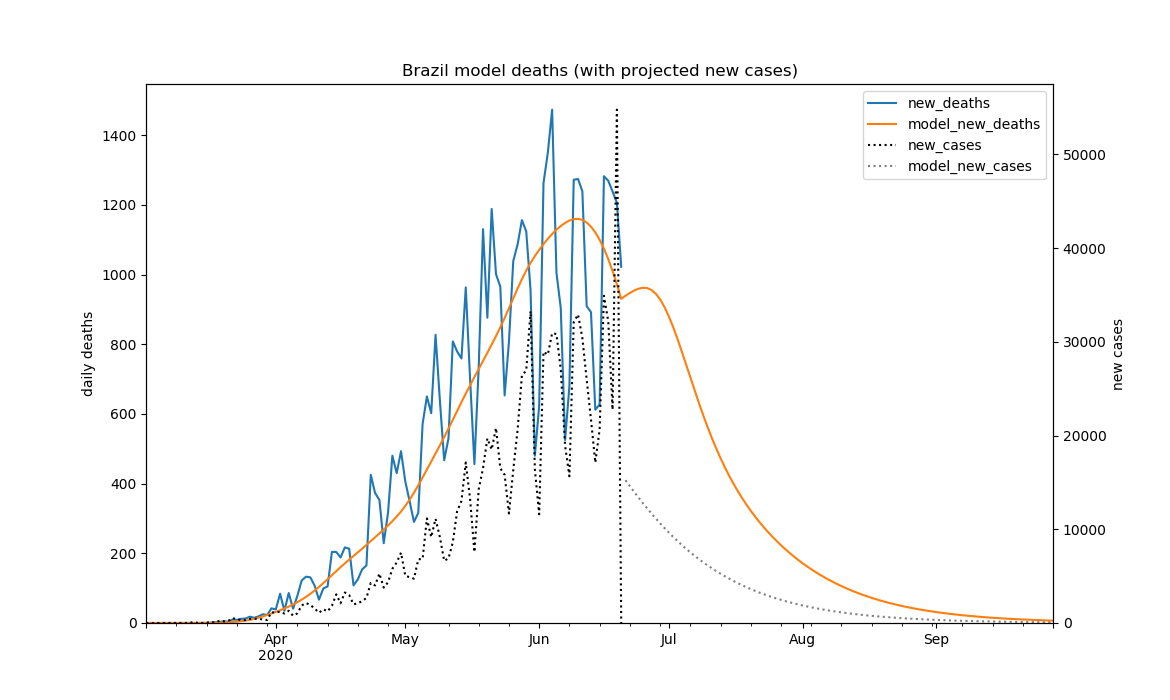 Brazil model deaths (with projected new cases)
new_deaths
model_new_deaths
new_cases
model_new_cases
daily deaths
1400
1200
1000
800
600
400
200
0
new cases
50000
40000
30000
20000
10000
0
Apr
2020
May
Jun
Jul
Aug
Sep